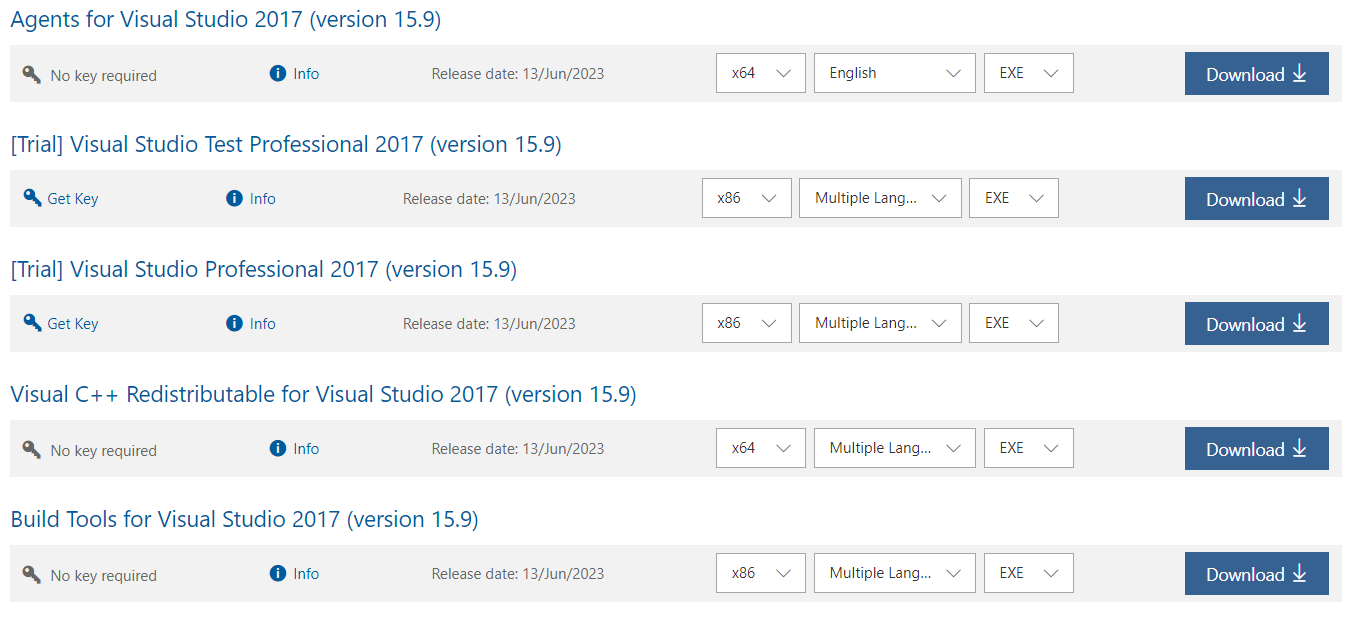 Agents for Visual Studio 2017 (version 15.9)
No key required Info Release date: 13/Jun/2023 x64 English EXE Download
[Trial] Visual Studio Test Professional 2017 (version 15.9)
Get Key Info Release date: 13/Jun/2023 x86 Multiple Lang... EXE Download
[Trial] Visual Studio Professional 2017 (version 15.9)
Get Key Info Release date: 13/Jun/2023 x86 Multiple Lang... EXE Download
Visual C++ Redistributable for Visual Studio 2017 (version 15.9)
No key required Info Release date: 13/Jun/2023 x64 Multiple Lang... EXE Download
Build Tools for Visual Studio 2017 (version 15.9)
No key required Info Release date: 13/Jun/2023 x86 Multiple Lang... EXE Download